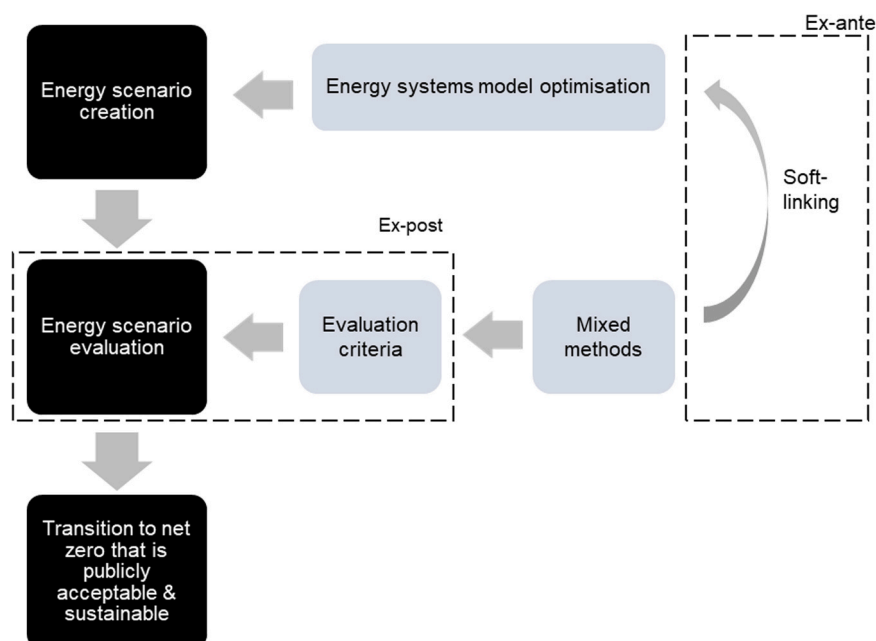 Ex-ante
Energy scenario
creation
Energy systems model optimisation
Soft-
linking
Ex-post
Energy scenario
evaluation
Evaluation
criteria
Mixed
methods
Transition to net
zero that is
publicly
acceptable &
sustainable